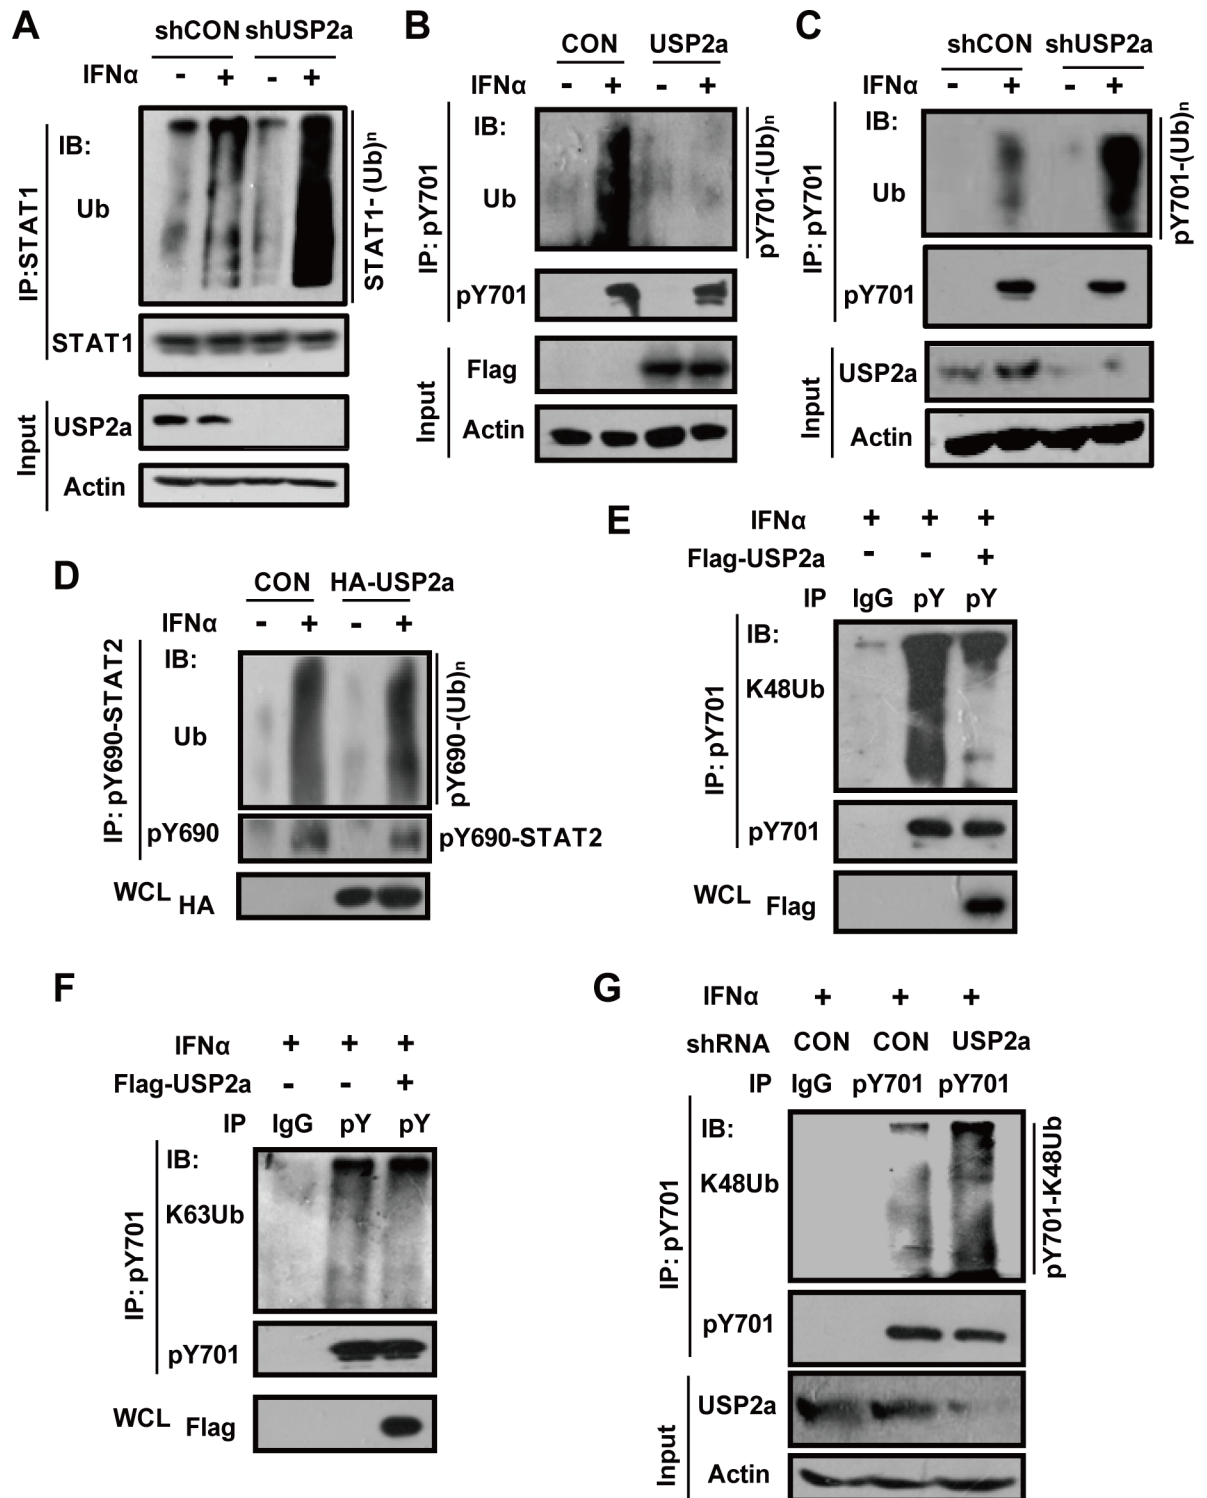 A
shCON shUSP2a
IFNα - + - +
IP:STAT1
IB:
Ub
STAT1-(Ub)n
STAT1
Input
USP2a
Actin
B
CON USP2a
IFNα - + - +
IP: pY701
IB:
Ub
pY701-(Ub)n
pY701
Input
Flag
Actin
C
shCON shUSP2a
IFNα - + - +
IP: pY701
IB:
Ub
pY701-(Ub)n
pY701
Input
USP2a
Actin
D
CON HA-USP2a
IFNα - + - +
IP: pY690-STAT2
IB:
Ub
pY690-(Ub)n
pY690
pY690-STAT2
WCL HA
E
IFNα + + +
Flag-USP2a - - +
IP IgG pY pY
IP: pY701
IB:
K48Ub
pY701
WCL Flag
F
IFNα + + +
Flag-USP2a - - +
IP IgG pY pY
IP: pY701
IB:
K63Ub
pY701
WCL Flag
G
IFNα + + +
shRNA CON CON USP2a
IP IgG pY701 pY701
IP: pY701
IB:
K48Ub
pY701-K48Ub
pY701
Input
USP2a
Actin